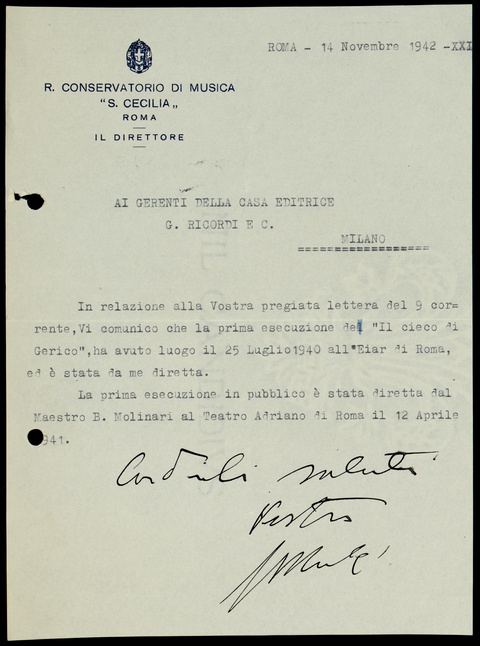 ROMA - 14 Novembre 1942 -XXI
R. CONSERVATORIO DI MUSICA
"S. CECILIA„
ROMA
IL DIRETTORE
AI GERENTI DELLA CASA EDITRICE
G. RICORDI E C.
MILANO
===================
In relazione alla Vostra pregiata lettera del 9 cor-
rente,Vi comunico che la prima esecuzione del "Il cieco di
Gerico",ha avuto luogo il 25 Luglio1940 all'Eiar di Roma,
ed è stata da me diretta.
La prima esecuzione in pubblico è stata diretta dal
Maestro B. Molinari al Teatro Adriano di Roma il 12 Aprile
941.
Cordiali saluti
Vostro